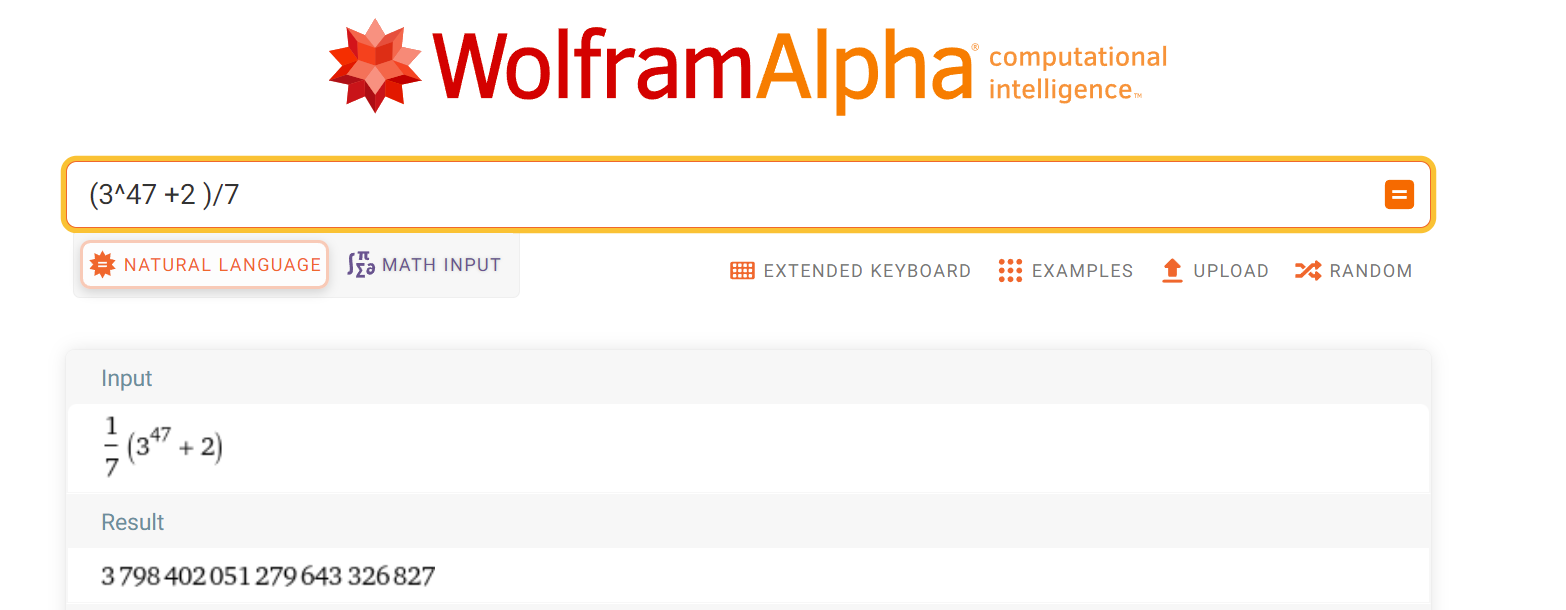 WolframAlpha® computational
intelligence™
(3^47 +2 )/7
=
NATURAL LANGUAGE
∫π∑∂ MATH INPUT
EXTENDED KEYBOARD
EXAMPLES
UPLOAD
RANDOM
Input
1/7 (3^47 + 2)
Result
3 798 402 051 279 643 326 827